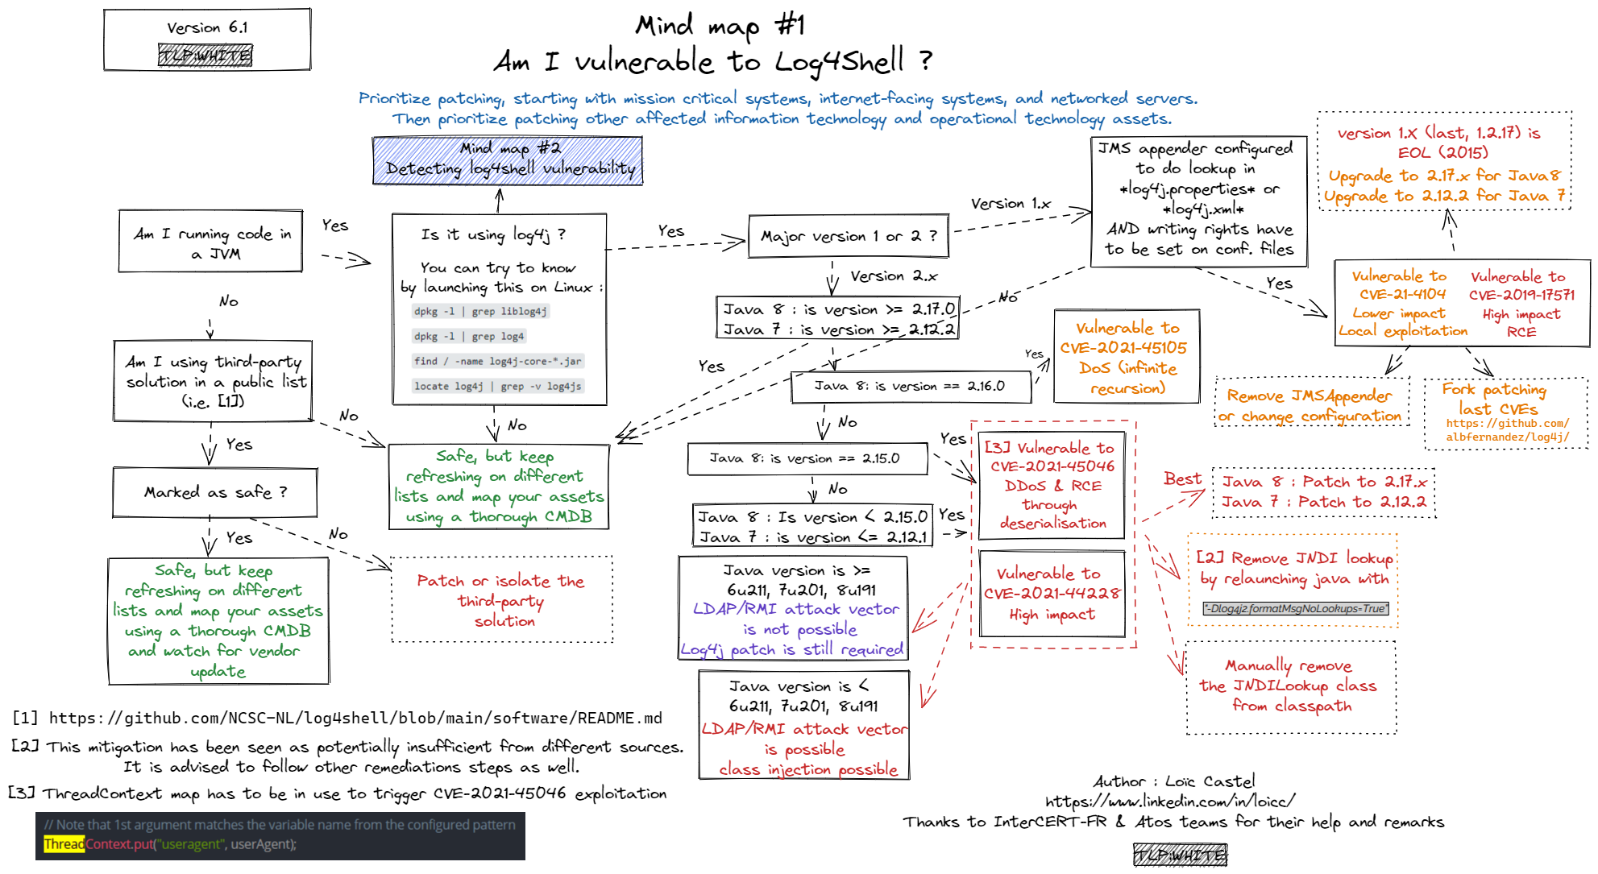 Version 6.1
TLP:WHITE
Mind map #1
Am I vulnerable to Log4Shell ?
Prioritize patching, starting with mission critical systems, internet-facing systems, and networked servers.
Then prioritize patching other affected information technology and operational technology assets.
Mind map #2
Detecting log4shell vulnerability
Am I running code in
a JVM
Yes
No
Is it using log4j ?
You can try to know
by launching this on Linux :
dpkg -l | grep liblog4j
dpkg -l | grep log4
find / -name log4j-core-*.jar
locate log4j | grep -v log4js
Yes
No
Major version 1 or 2 ?
Version 1.x
Version 2.x
JMS appender configured
to do lookup in
*log4j.properties* or
*log4j.xml*
AND writing rights have
to be set on conf. files
No
Yes
version 1.x (last, 1.2.17) is
EOL (2015)
Upgrade to 2.17.x for Java8
Upgrade to 2.12.2 for Java 7
Vulnerable to
CVE-21-4104
Lower impact
Local exploitation
Vulnerable to
CVE-2019-17571
High impact
RCE
Remove JMSAppender
or change configuration
Fork patching
last CVEs
https://github.com/
albfernandez/log4j/
Java 8 : is version >= 2.17.0
Java 7 : is version >= 2.12.2
Yes
Java 8: is version == 2.16.0
Yes
Vulnerable to
CVE-2021-45105
DoS (infinite
recursion)
No
Java 8: is version == 2.15.0
Yes
No
Java 8 : Is version < 2.15.0
Java 7 : is version <= 2.12.1
Yes
[3] Vulnerable to
CVE-2021-45046
DDoS & RCE
through
deserialisation
Vulnerable to
CVE-2021-44228
High impact
Best
Java 8 : Patch to 2.17.x
Java 7 : Patch to 2.12.2
[2] Remove JNDI lookup
by relaunching java with
"-Dlog4j2.formatMsgNoLookups=True"
Manually remove
the JNDILookup class
from classpath
Java version is >=
6u211, 7u201, 8u191
LDAP/RMI attack vector
is not possible
Log4j patch is still required
Java version is <
6u211, 7u201, 8u191
LDAP/RMI attack vector
is possible
class injection possible
Am I using third-party
solution in a public list
(i.e. [1])
No
Yes
Safe, but keep
refreshing on different
lists and map your assets
using a thorough CMDB
Marked as safe ?
Yes
No
Safe, but keep
refreshing on different
lists and map your assets
using a thorough CMDB
and watch for vendor
update
Patch or isolate the
third-party
solution
[1] https://github.com/NCSC-NL/log4shell/blob/main/software/README.md
[2] This mitigation has been seen as potentially insufficient from different sources.
It is advised to follow other remediations steps as well.
[3] ThreadContext map has to be in use to trigger CVE-2021-45046 exploitation
// Note that 1st argument matches the variable name from the configured pattern
ThreadContext.put("useragent", userAgent);
Author : Loïc Castel
https://www.linkedin.com/in/loicc/
Thanks to InterCERT-FR & Atos teams for their help and remarks
TLP:WHITE